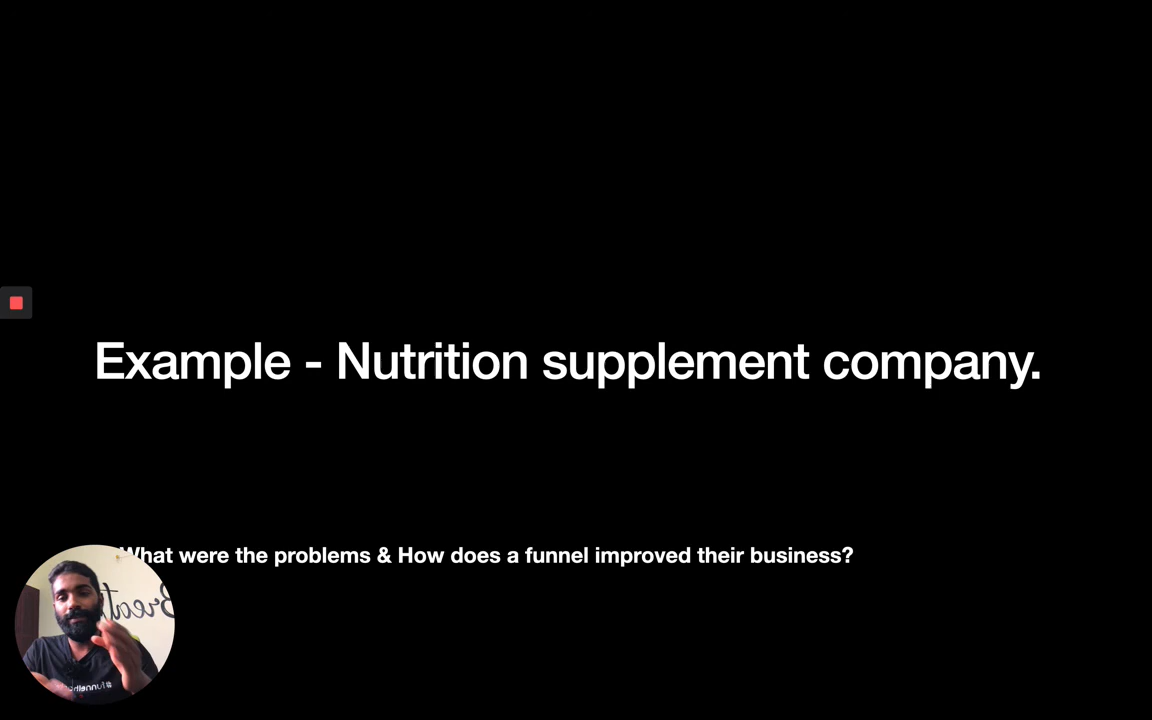 Example - Nutrition supplement company.
What were the problems & How does a funnel improved their business?